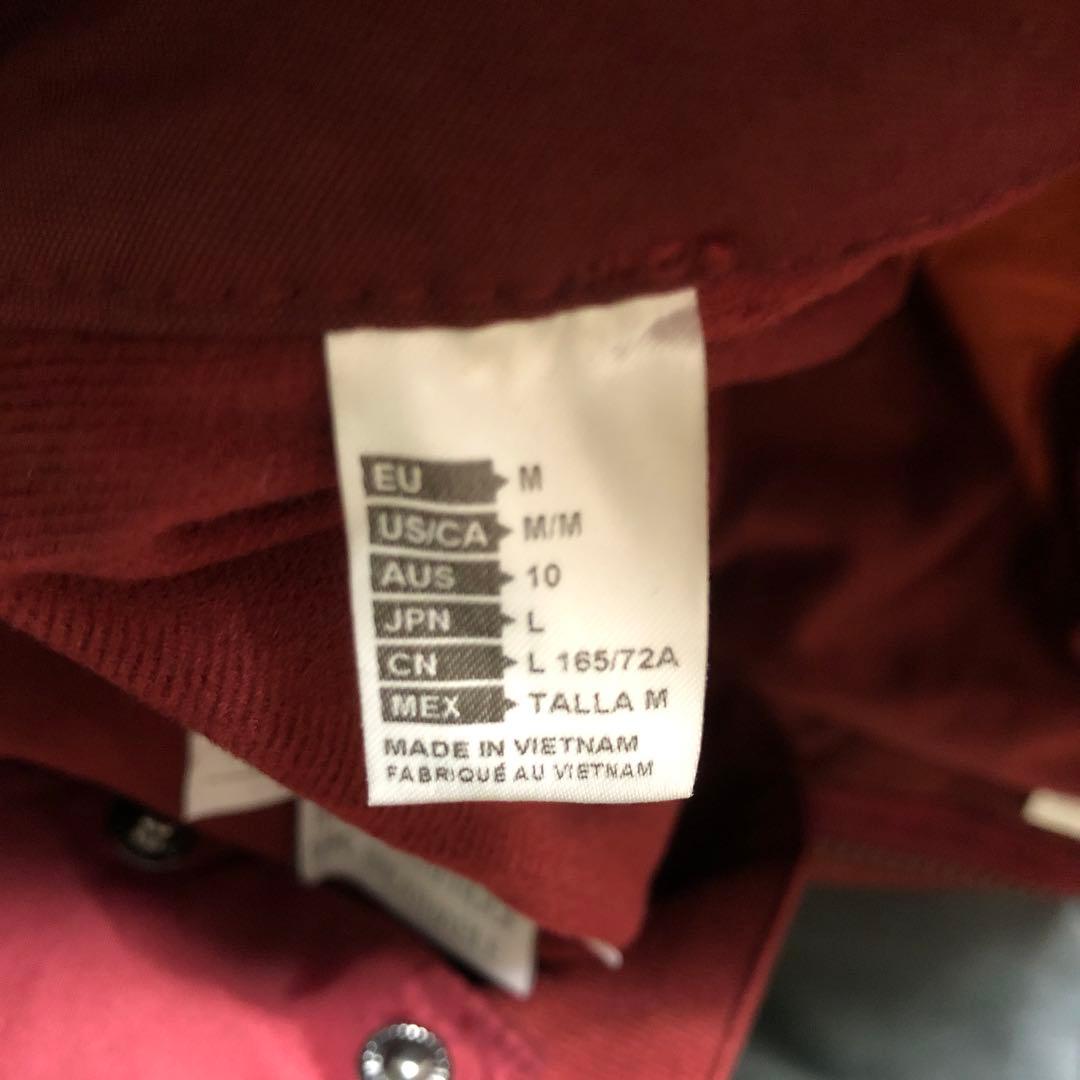 EU M
US/CA M/M
AUS 10
JPN L
CN L 165/72A
MEX TALLA M
MADE IN VIETNAM
FABRIQUÉ AU VIETNAM